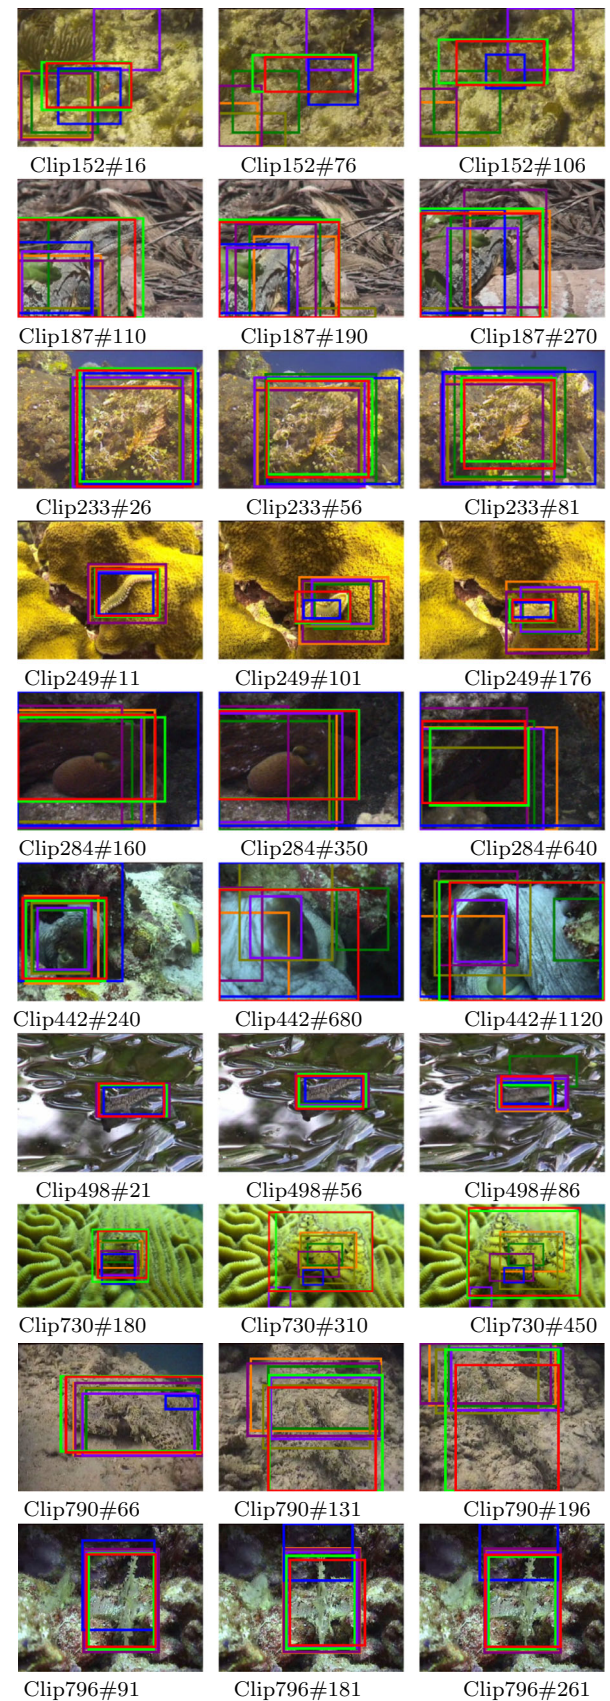 Clip152#16 Clip152#76 Clip152#106
Clip187#110 Clip187#190 Clip187#270
Clip233#26 Clip233#56 Clip233#81
Clip249#11 Clip249#101 Clip249#176
Clip284#160 Clip284#350 Clip284#640
Clip442#240 Clip442#680 Clip442#1120
Clip498#21 Clip498#56 Clip498#86
Clip730#180 Clip730#310 Clip730#450
Clip790#66 Clip790#131 Clip790#196
Clip796#91 Clip796#181 Clip796#261